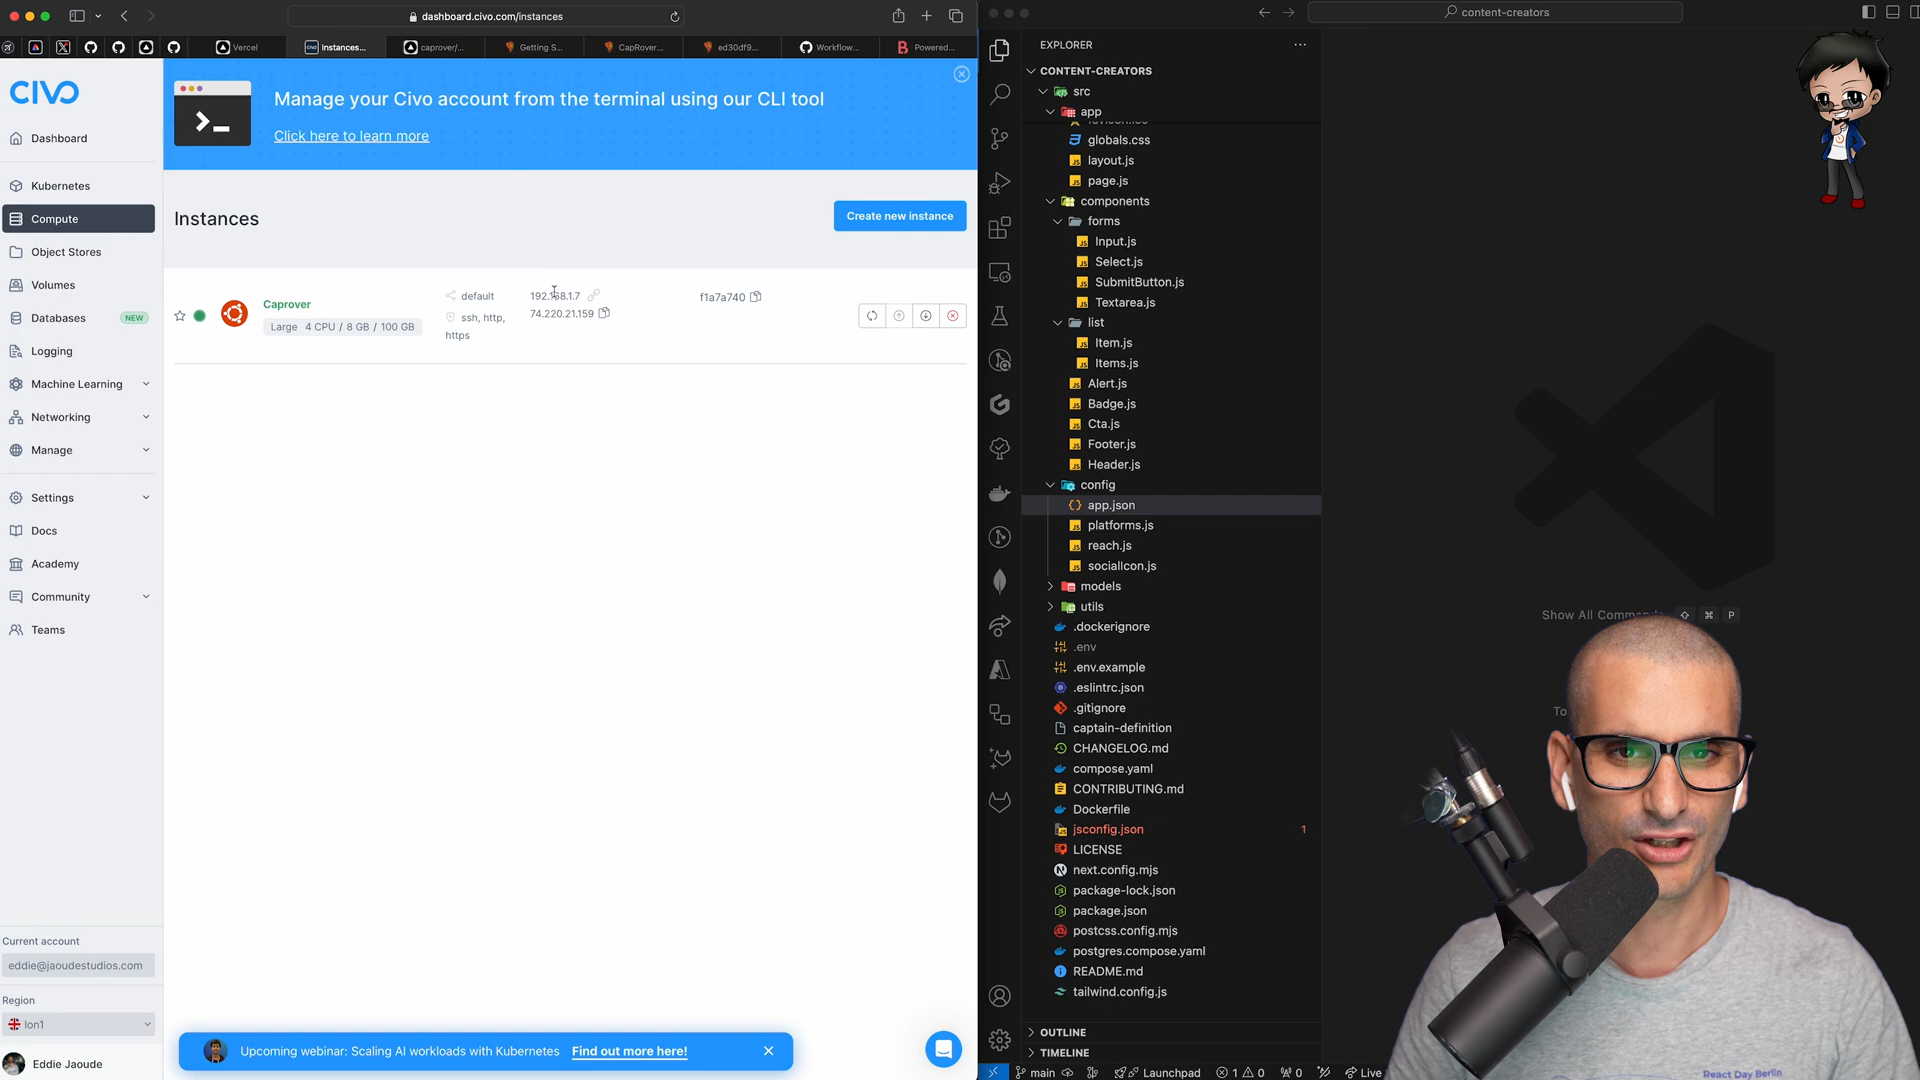 dashboard.civo.com/instances
content-creators
Vercel
Instances...
caprover/...
Getting S...
CapRover...
ed30df9...
Workflow...
Powered...
CIVO
Manage your Civo account from the terminal using our CLI tool
Click here to learn more
Dashboard
Kubernetes
Compute
Object Stores
Volumes
Databases
NEW
Logging
Machine Learning
Networking
Manage
Settings
Docs
Academy
Community
Teams
Current account
eddie@jaoudestudios.com
Region
lon1
Eddie Jaoude
Instances
Create new instance
Caprover
Large 4 CPU / 8 GB / 100 GB
default
ssh, http,
https
192.168.1.7
74.220.21.159
f1a7a740
Upcoming webinar: Scaling AI workloads with Kubernetes Find out more here!
EXPLORER
CONTENT-CREATORS
src
app
globals.css
layout.js
page.js
components
forms
Input.js
Select.js
SubmitButton.js
Textarea.js
list
Item.js
Items.js
Alert.js
Badge.js
Cta.js
Footer.js
Header.js
config
app.json
platforms.js
reach.js
socialIcon.js
models
utils
.dockerignore
.env
.env.example
.eslintrc.json
.gitignore
captain-definition
CHANGELOG.md
compose.yaml
CONTRIBUTING.md
Dockerfile
jsconfig.json 1
LICENSE
next.config.mjs
package-lock.json
package.json
postcss.config.mjs
postgres.compose.yaml
README.md
tailwind.config.js
OUTLINE
TIMELINE
main
Launchpad
1
0
0
Live
Show All Comm
P
To
React Day Berlin